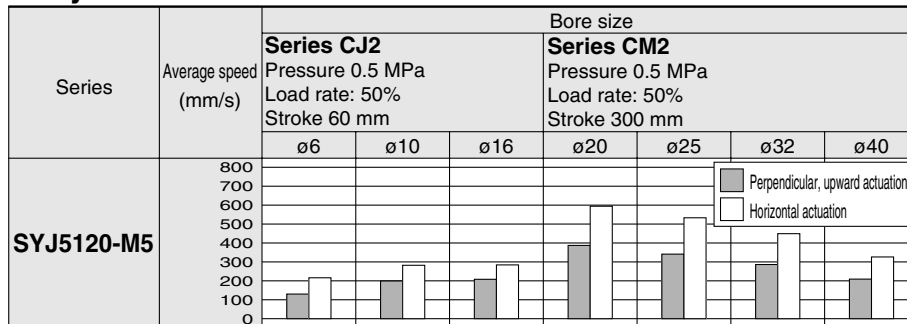 Bore size
Series
Average speed
(mm/s)
Series CJ2
Pressure 0.5 MPa
Load rate: 50%
Stroke 60 mm
Series CM2
Pressure 0.5 MPa
Load rate: 50%
Stroke 300 mm
ø6 ø10 ø16 ø20 ø25 ø32 ø40
SYJ5120-M5
800
700
600
500
400
300
200
100
0
Perpendicular, upward actuation
Horizontal actuation